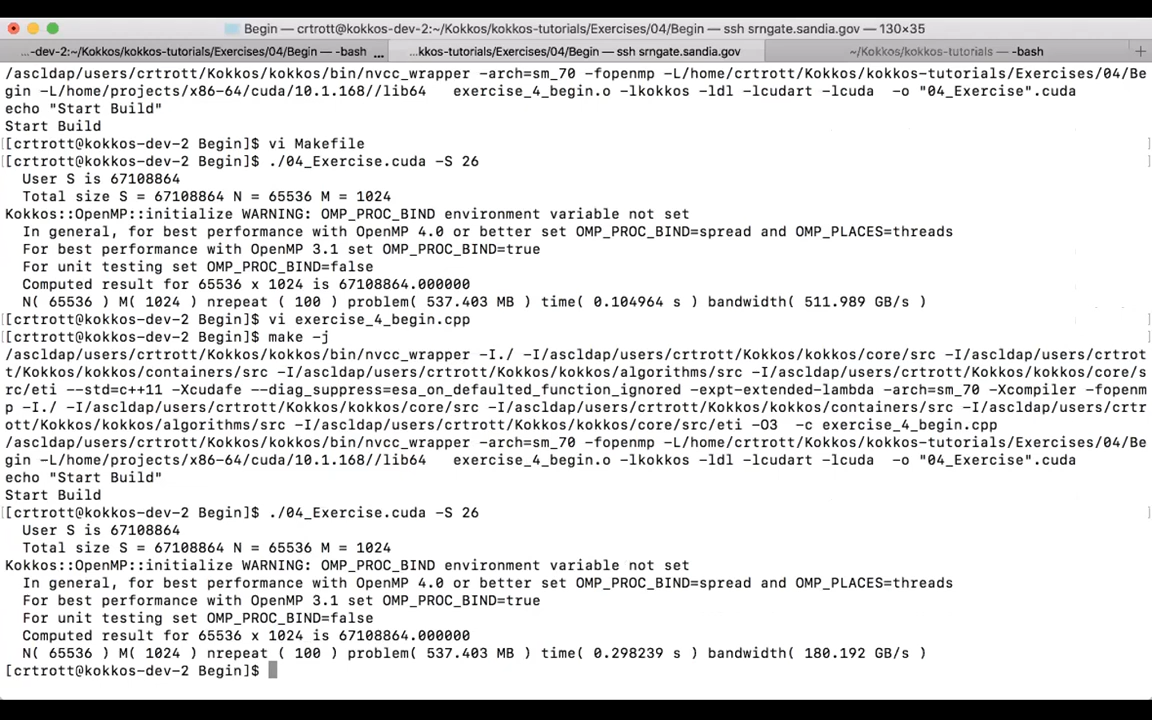 Begin — crtrott@kokkos-dev-2:~/Kokkos/kokkos-tutorials/Exercises/04/Begin — ssh srngate.sandia.gov — 130×35
...-dev-2:~/Kokkos/kokkos-tutorials/Exercises/04/Begin — -bash ...
...kkos-tutorials/Exercises/04/Begin — ssh srngate.sandia.gov
~/Kokkos/kokkos-tutorials — -bash
+
/ascldap/users/crtrott/Kokkos/kokkos/bin/nvcc_wrapper -arch=sm_70 -fopenmp -L/home/crtrott/Kokkos/kokkos-tutorials/Exercises/04/Be
gin -L/home/projects/x86-64/cuda/10.1.168//lib64   exercise_4_begin.o -lkokkos -ldl -lcudart -lcuda  -o "04_Exercise".cuda
echo "Start Build"
Start Build
[crtrott@kokkos-dev-2 Begin]$ vi Makefile
[crtrott@kokkos-dev-2 Begin]$ ./04_Exercise.cuda -S 26
  User S is 67108864
  Total size S = 67108864 N = 65536 M = 1024
Kokkos::OpenMP::initialize WARNING: OMP_PROC_BIND environment variable not set
  In general, for best performance with OpenMP 4.0 or better set OMP_PROC_BIND=spread and OMP_PLACES=threads
  For best performance with OpenMP 3.1 set OMP_PROC_BIND=true
  For unit testing set OMP_PROC_BIND=false
  Computed result for 65536 x 1024 is 67108864.000000
  N( 65536 ) M( 1024 ) nrepeat ( 100 ) problem( 537.403 MB ) time( 0.104964 s ) bandwidth( 511.989 GB/s )
[crtrott@kokkos-dev-2 Begin]$ vi exercise_4_begin.cpp
[crtrott@kokkos-dev-2 Begin]$ make -j
/ascldap/users/crtrott/Kokkos/kokkos/bin/nvcc_wrapper -I./ -I/ascldap/users/crtrott/Kokkos/kokkos/core/src -I/ascldap/users/crtrot
t/Kokkos/kokkos/containers/src -I/ascldap/users/crtrott/Kokkos/kokkos/algorithms/src -I/ascldap/users/crtrott/Kokkos/kokkos/core/s
rc/eti --std=c++11 -Xcudafe --diag_suppress=esa_on_defaulted_function_ignored -expt-extended-lambda -arch=sm_70 -Xcompiler -fopenm
p -I./ -I/ascldap/users/crtrott/Kokkos/kokkos/core/src -I/ascldap/users/crtrott/Kokkos/kokkos/containers/src -I/ascldap/users/crtr
ott/Kokkos/kokkos/algorithms/src -I/ascldap/users/crtrott/Kokkos/kokkos/core/src/eti -O3  -c exercise_4_begin.cpp
/ascldap/users/crtrott/Kokkos/kokkos/bin/nvcc_wrapper -arch=sm_70 -fopenmp -L/home/crtrott/Kokkos/kokkos-tutorials/Exercises/04/Be
gin -L/home/projects/x86-64/cuda/10.1.168//lib64   exercise_4_begin.o -lkokkos -ldl -lcudart -lcuda  -o "04_Exercise".cuda
echo "Start Build"
Start Build
[crtrott@kokkos-dev-2 Begin]$ ./04_Exercise.cuda -S 26
  User S is 67108864
  Total size S = 67108864 N = 65536 M = 1024
Kokkos::OpenMP::initialize WARNING: OMP_PROC_BIND environment variable not set
  In general, for best performance with OpenMP 4.0 or better set OMP_PROC_BIND=spread and OMP_PLACES=threads
  For best performance with OpenMP 3.1 set OMP_PROC_BIND=true
  For unit testing set OMP_PROC_BIND=false
  Computed result for 65536 x 1024 is 67108864.000000
  N( 65536 ) M( 1024 ) nrepeat ( 100 ) problem( 537.403 MB ) time( 0.298239 s ) bandwidth( 180.192 GB/s )
[crtrott@kokkos-dev-2 Begin]$